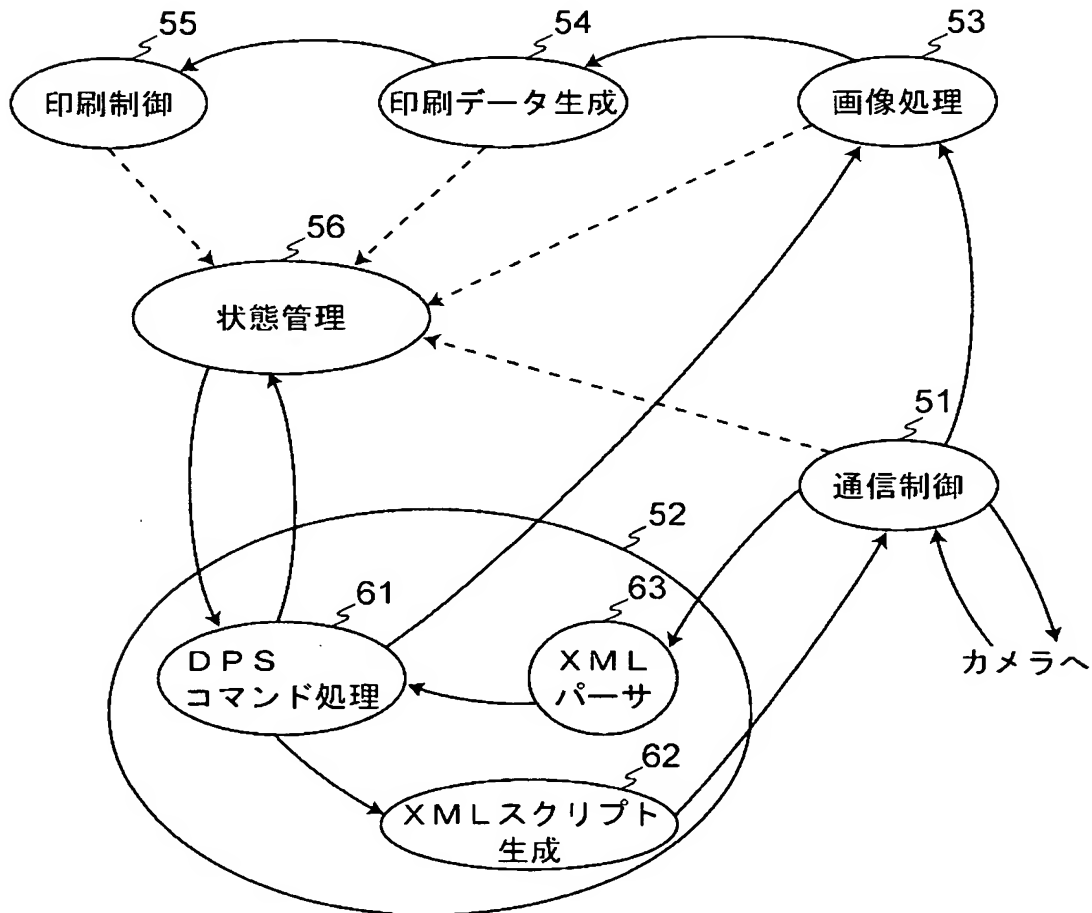 55
54
53
印刷制御
印刷データ生成
画像処理
56
状態管理
51
通信制御
52
61
63
DPS
コマンド処理
XML
パーサ
カメラへ
62
XMLスクリプト
生成